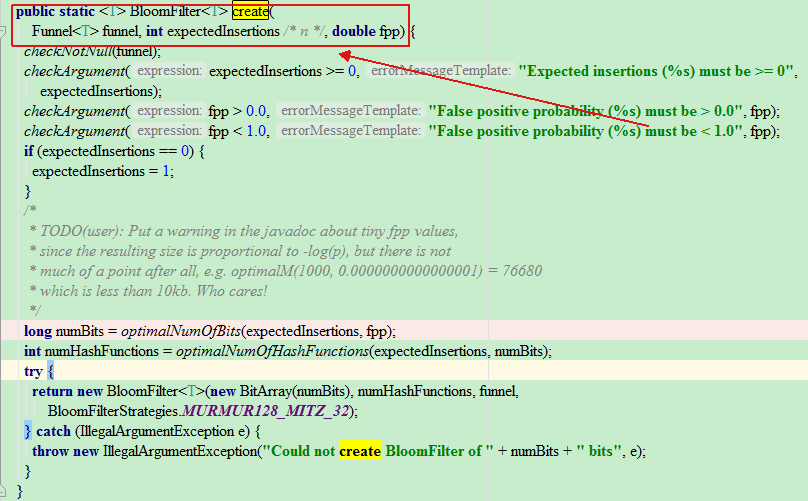 public static <T> BloomFilter<T> create(
Funnel<T> funnel, int expectedInsertions /* n */, double fpp) {
checkNotNull(funnel);
checkArgument( expression: expectedInsertions >= 0, errorMessageTemplate: "Expected insertions (%s) must be >= 0",
expectedInsertions);
checkArgument( expression: fpp > 0.0, errorMessageTemplate: "False positive probability (%s) must be > 0.0", fpp);
checkArgument( expression: fpp < 1.0, errorMessageTemplate: "False positive probability (%s) must be < 1.0", fpp);
if (expectedInsertions == 0) {
expectedInsertions = 1;
}
/*
* TODO(user): Put a warning in the javadoc about tiny fpp values,
* since the resulting size is proportional to -log(p), but there is not
* much of a point after all, e.g. optimalM(1000, 0.0000000000000001) = 76680
* which is less than 10kb. Who cares!
*/
long numBits = optimalNumOfBits(expectedInsertions, fpp);
int numHashFunctions = optimalNumOfHashFunctions(expectedInsertions, numBits);
try {
return new BloomFilter<T>(new BitArray(numBits), numHashFunctions, funnel,
BloomFilterStrategies.MURMUR128_MITZ_32);
} catch (IllegalArgumentException e) {
throw new IllegalArgumentException("Could not create BloomFilter of " + numBits + " bits", e);
}
}